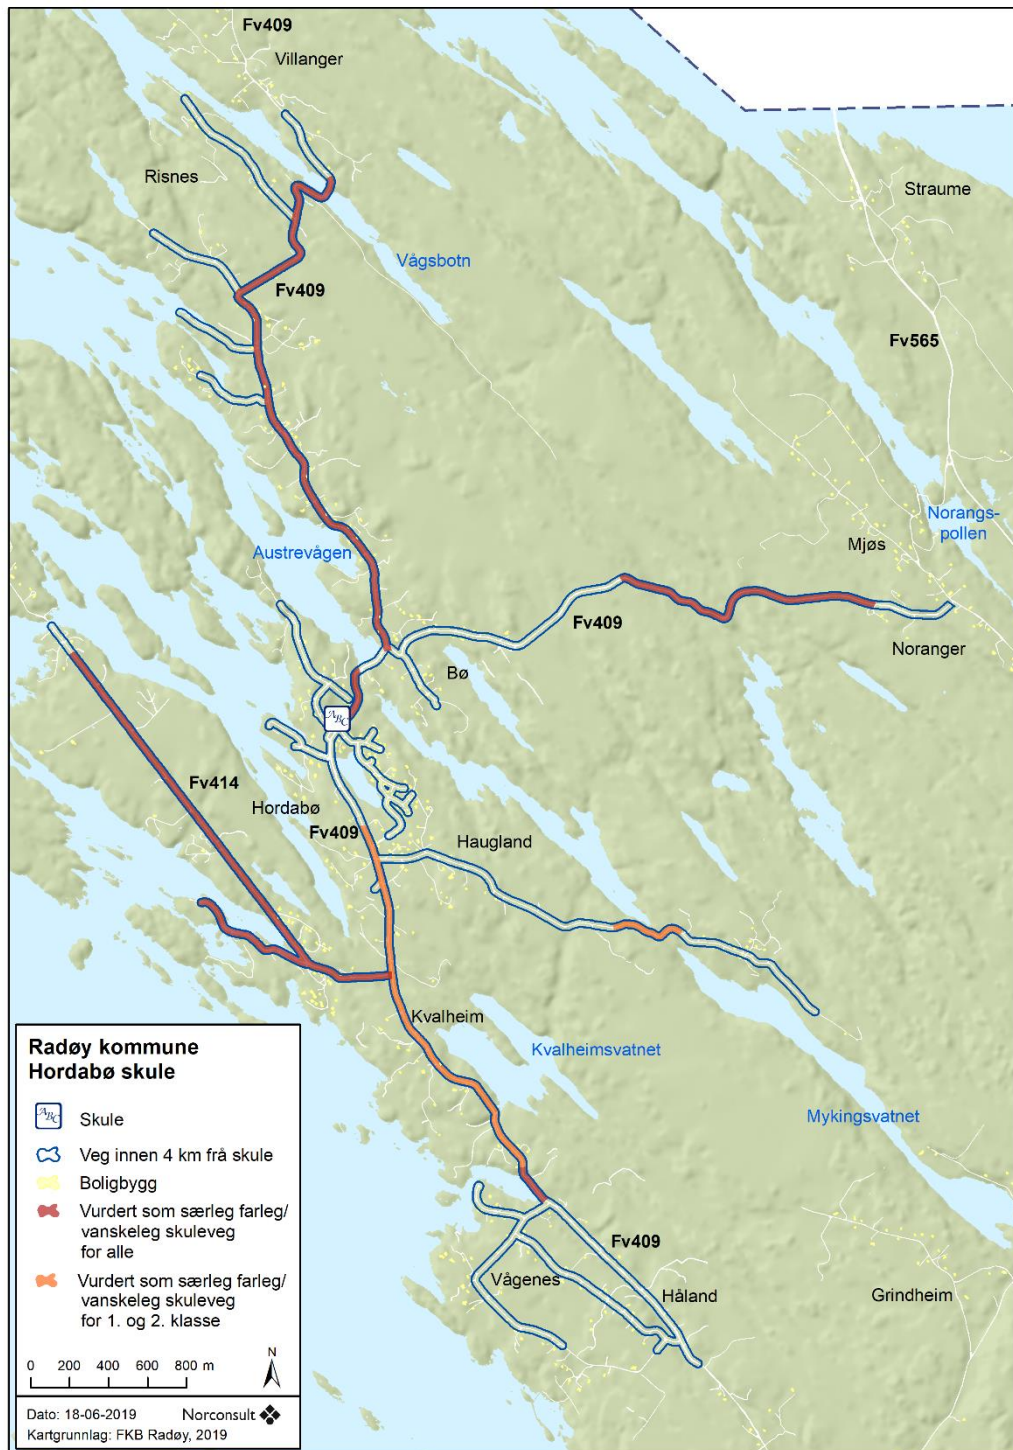 Fv409
Villanger
Risnes
Straume
Vågsbotn
Fv409
Fv565
Norangs-
pollen
Mjøs
Austrevågen
Fv409
Noranger
Bø
ABC
Fv414
Hordabø
Fv409
Haugland
Kvalheim
Kvalheimsvatnet
Mykingsvatnet
Fv409
Vågenes
Håland
Grindheim
Radøy kommune
Hordabø skule
ABC
Skule
Veg innen 4 km frå skule
Boligbygg
Vurdert som særleg farleg/
vanskeleg skuleveg
for alle
Vurdert som særleg farleg/
vanskeleg skuleveg
for 1. og 2. klasse
N
0 200 400 600 800 m
Dato: 18-06-2019 Norconsult
Kartgrunnlag: FKB Radøy, 2019